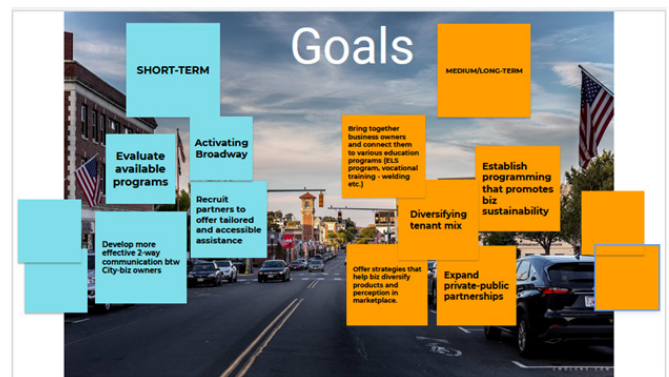 Goals
SHORT-TERM
Evaluate
available
programs
Activating
Broadway
Recruit
partners to
offer tailored
and accessible
assistance
Develop more
effective 2-way
communication btw
City-biz owners
MEDIUM/LONG-TERM
Bring together
business owners
and connect them
to various education
programs (ELS
program, vocational
training - welding
etc.)
Establish
programming
that promotes
biz
sustainability
Diversifying
tenant mix
Offer strategies that
help biz diversify
products and
perception in
marketplace.
Expand
private-public
partnerships